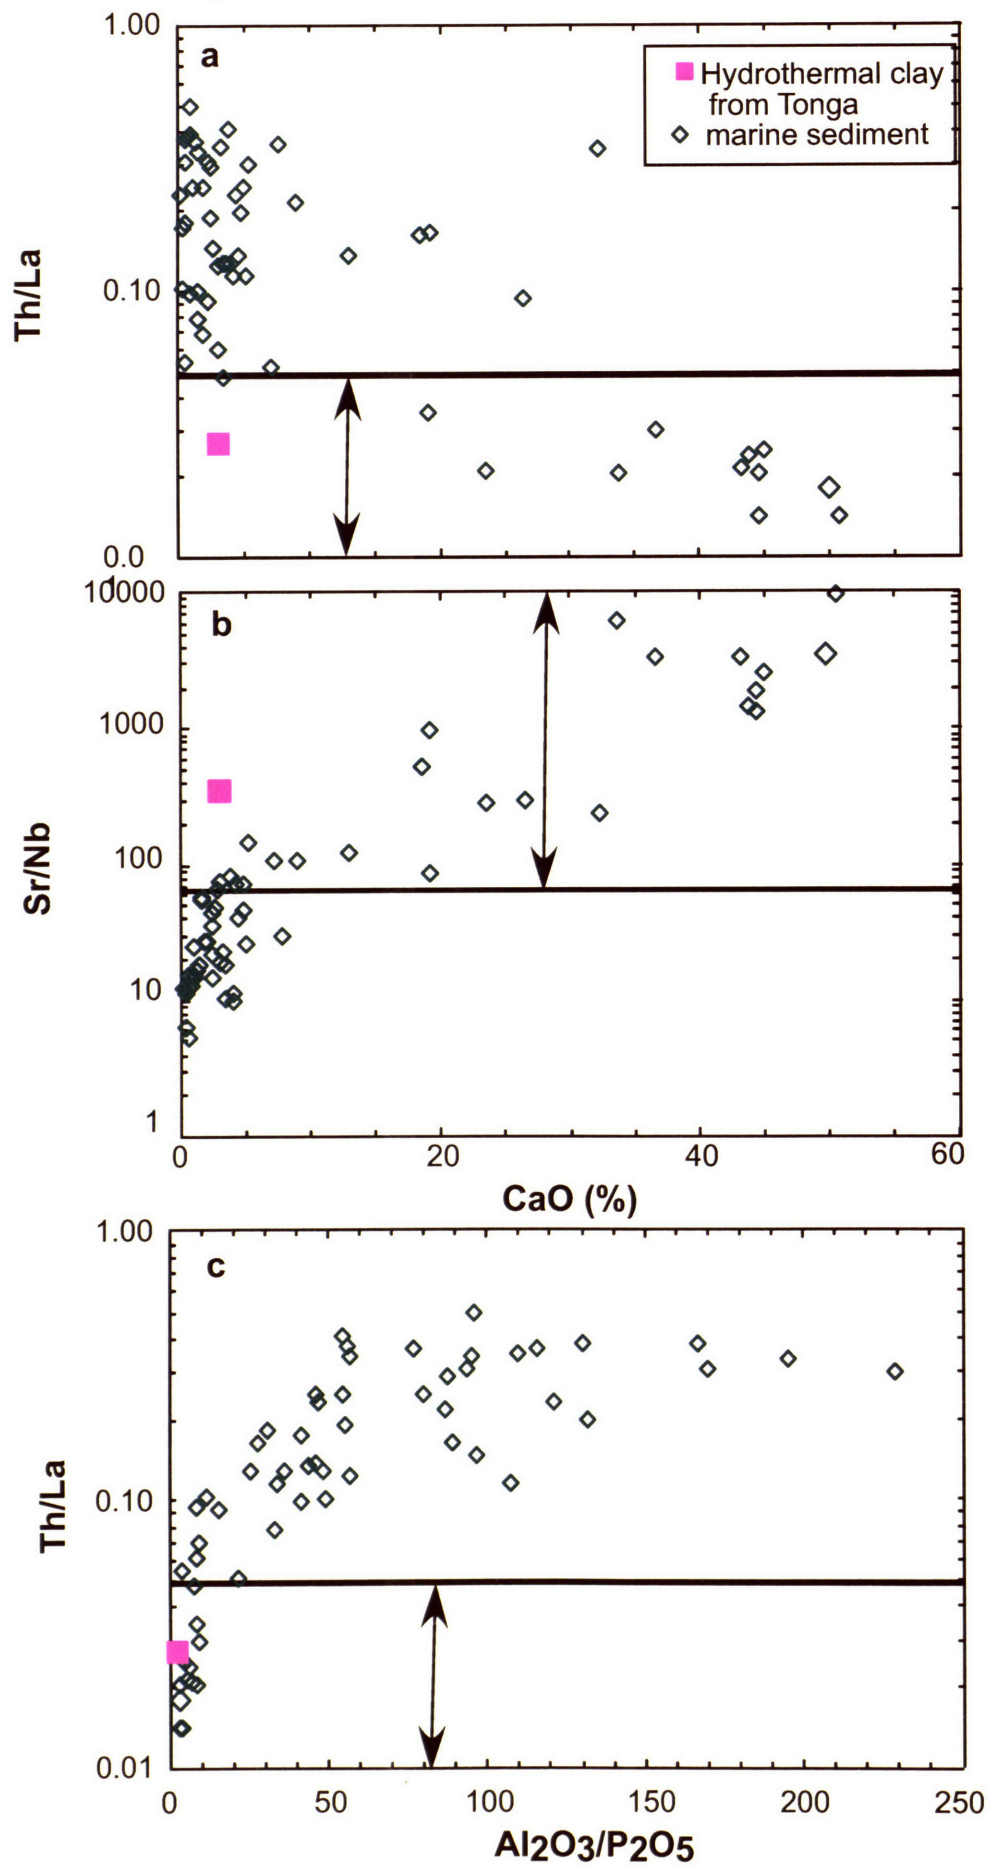 1.00
a
Hydrothermal clay
from Tonga
marine sediment
Th/La
0.10
0.0
10000
b
1000
Sr/Nb
100
10
1
0 20 40 60
CaO (%)
1.00
c
Th/La
0.10
0.01
0 50 100 150 200 250
Al2O3/P2O5